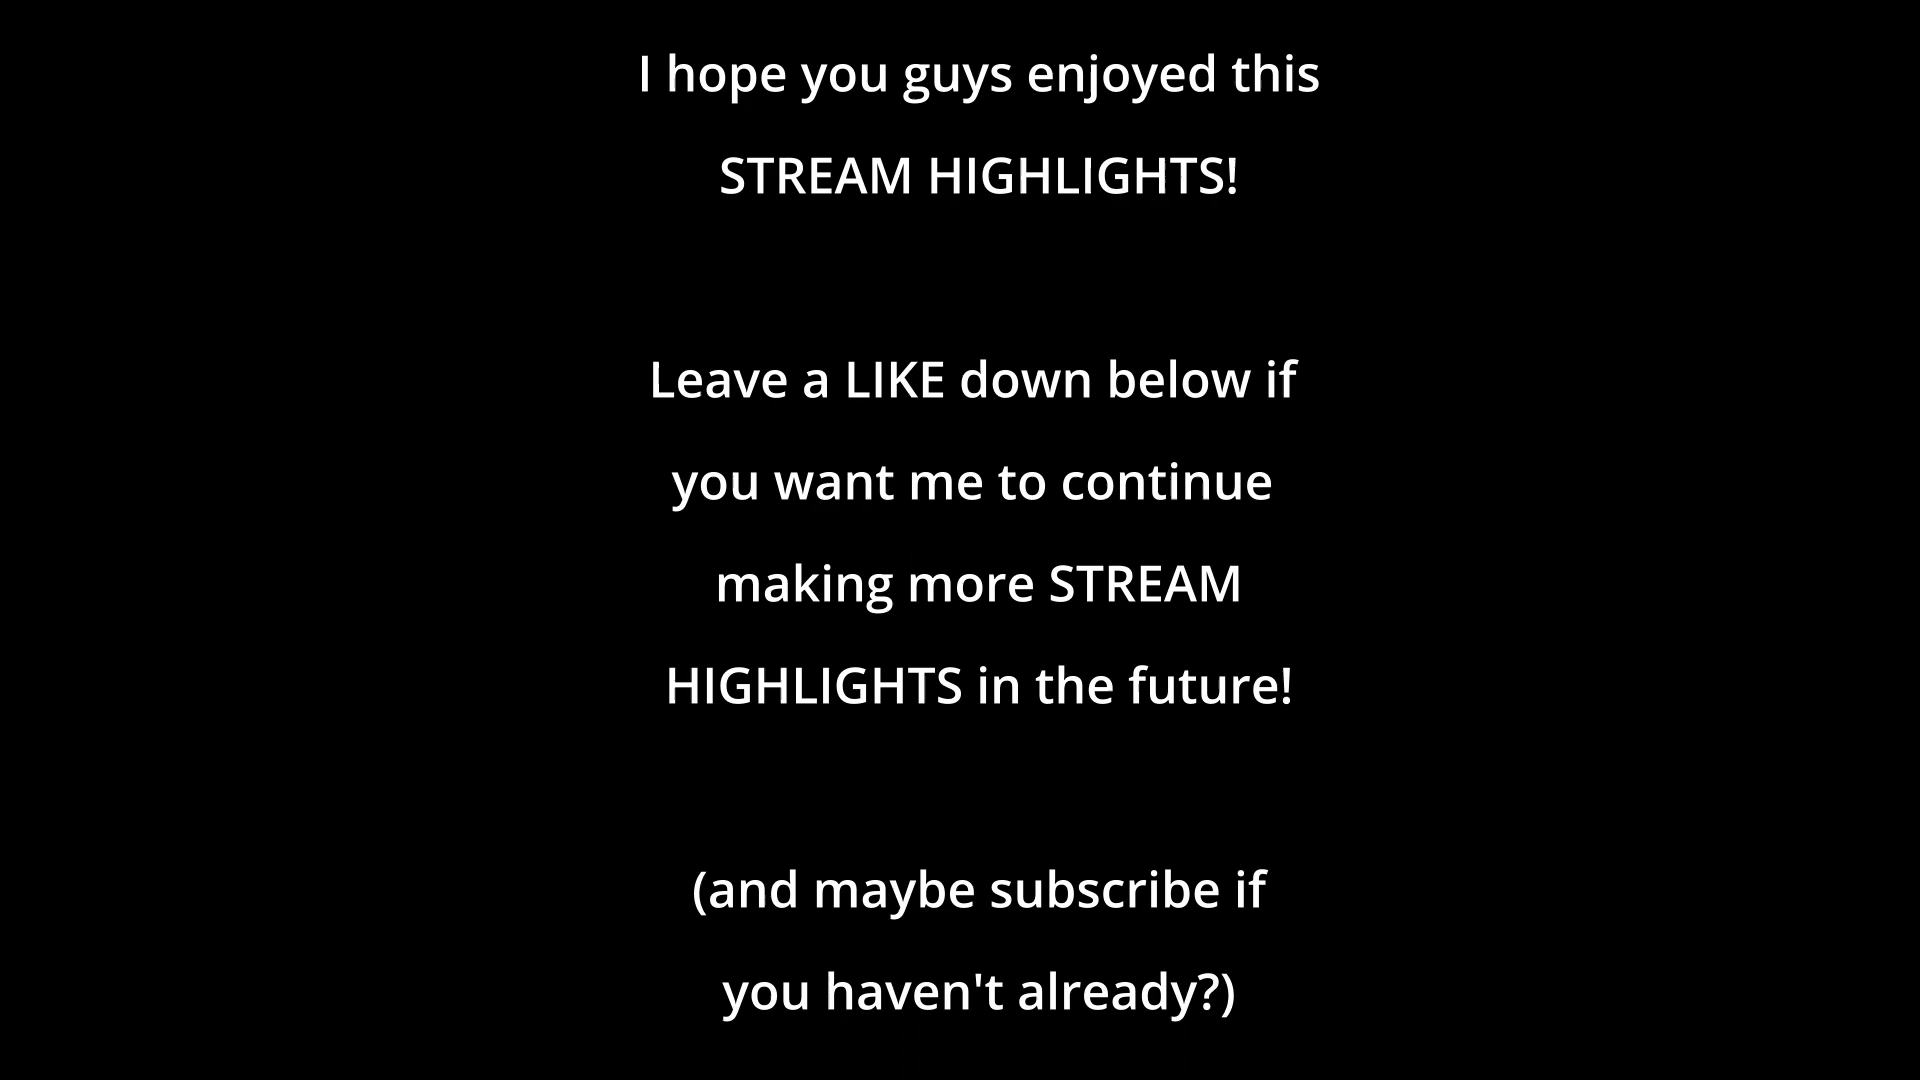 I hope you guys enjoyed this
STREAM HIGHLIGHTS!
Leave a LIKE down below if
you want me to continue
making more STREAM
HIGHLIGHTS in the future!
(and maybe subscribe if
you haven't already?)